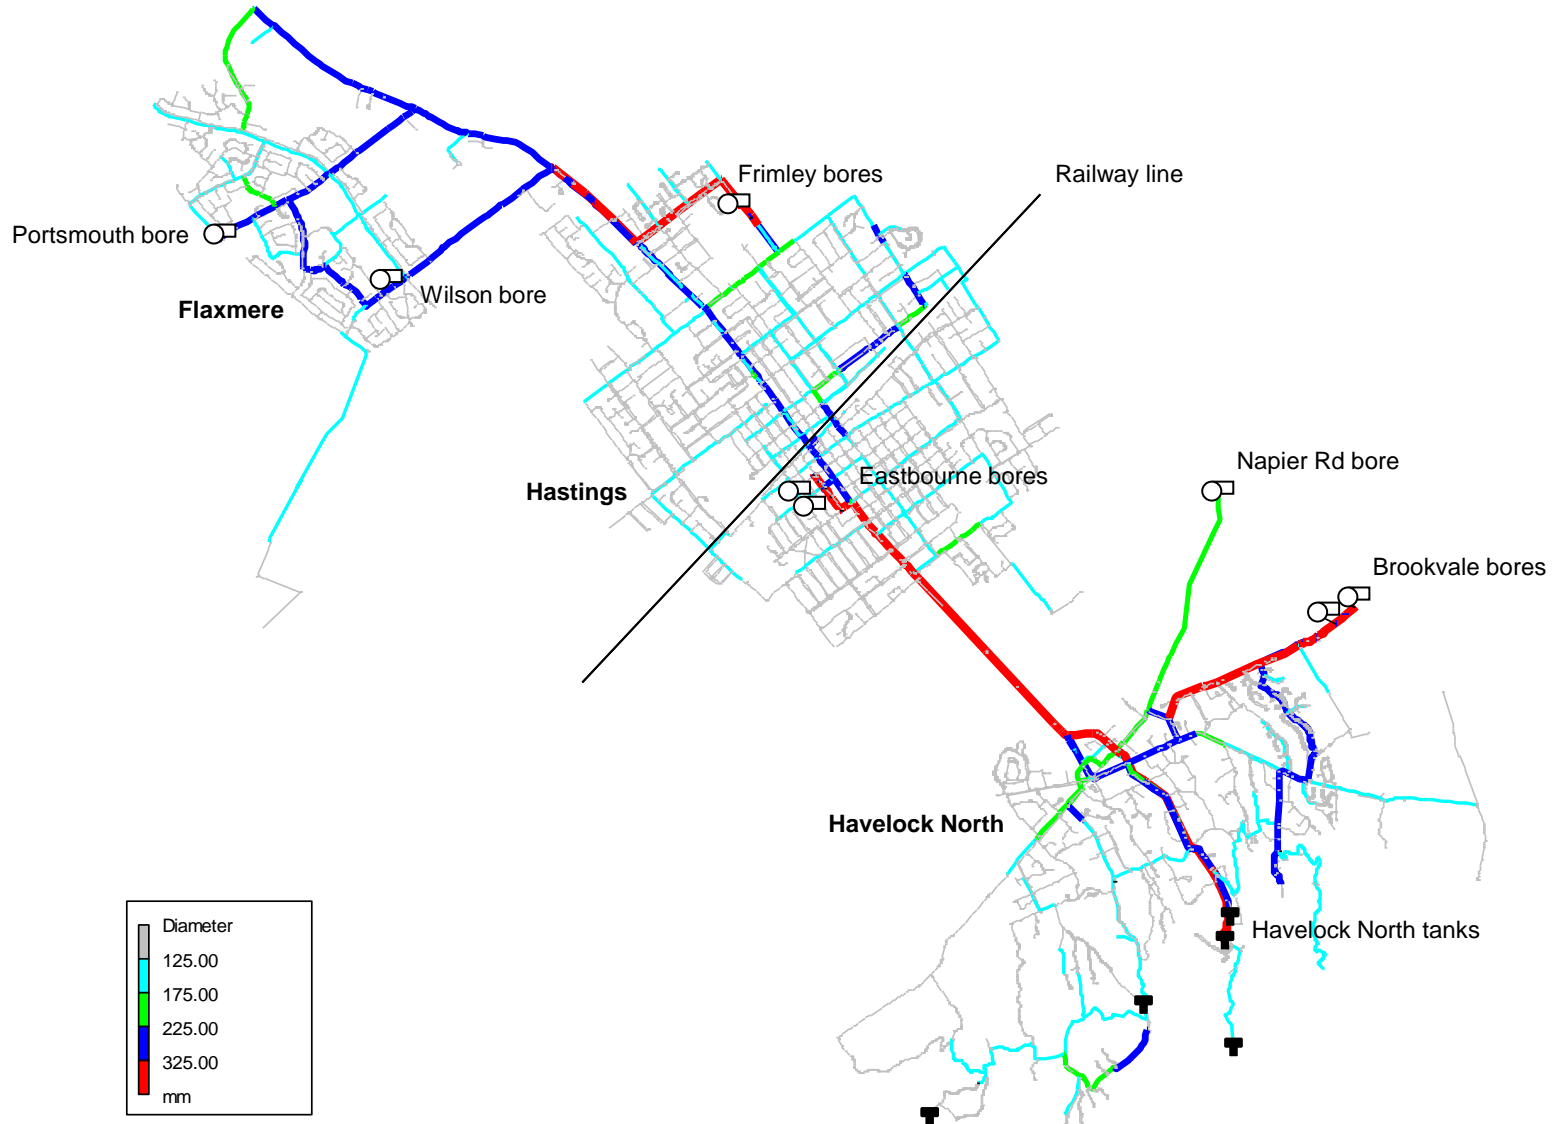 Frimley bores
Railway line
Portsmouth bore
Wilson bore
Flaxmere
Napier Rd bore
Eastbourne bores
Hastings
Brookvale bores
Havelock North
Havelock North tanks
Diameter
125.00
175.00
225.00
325.00
mm